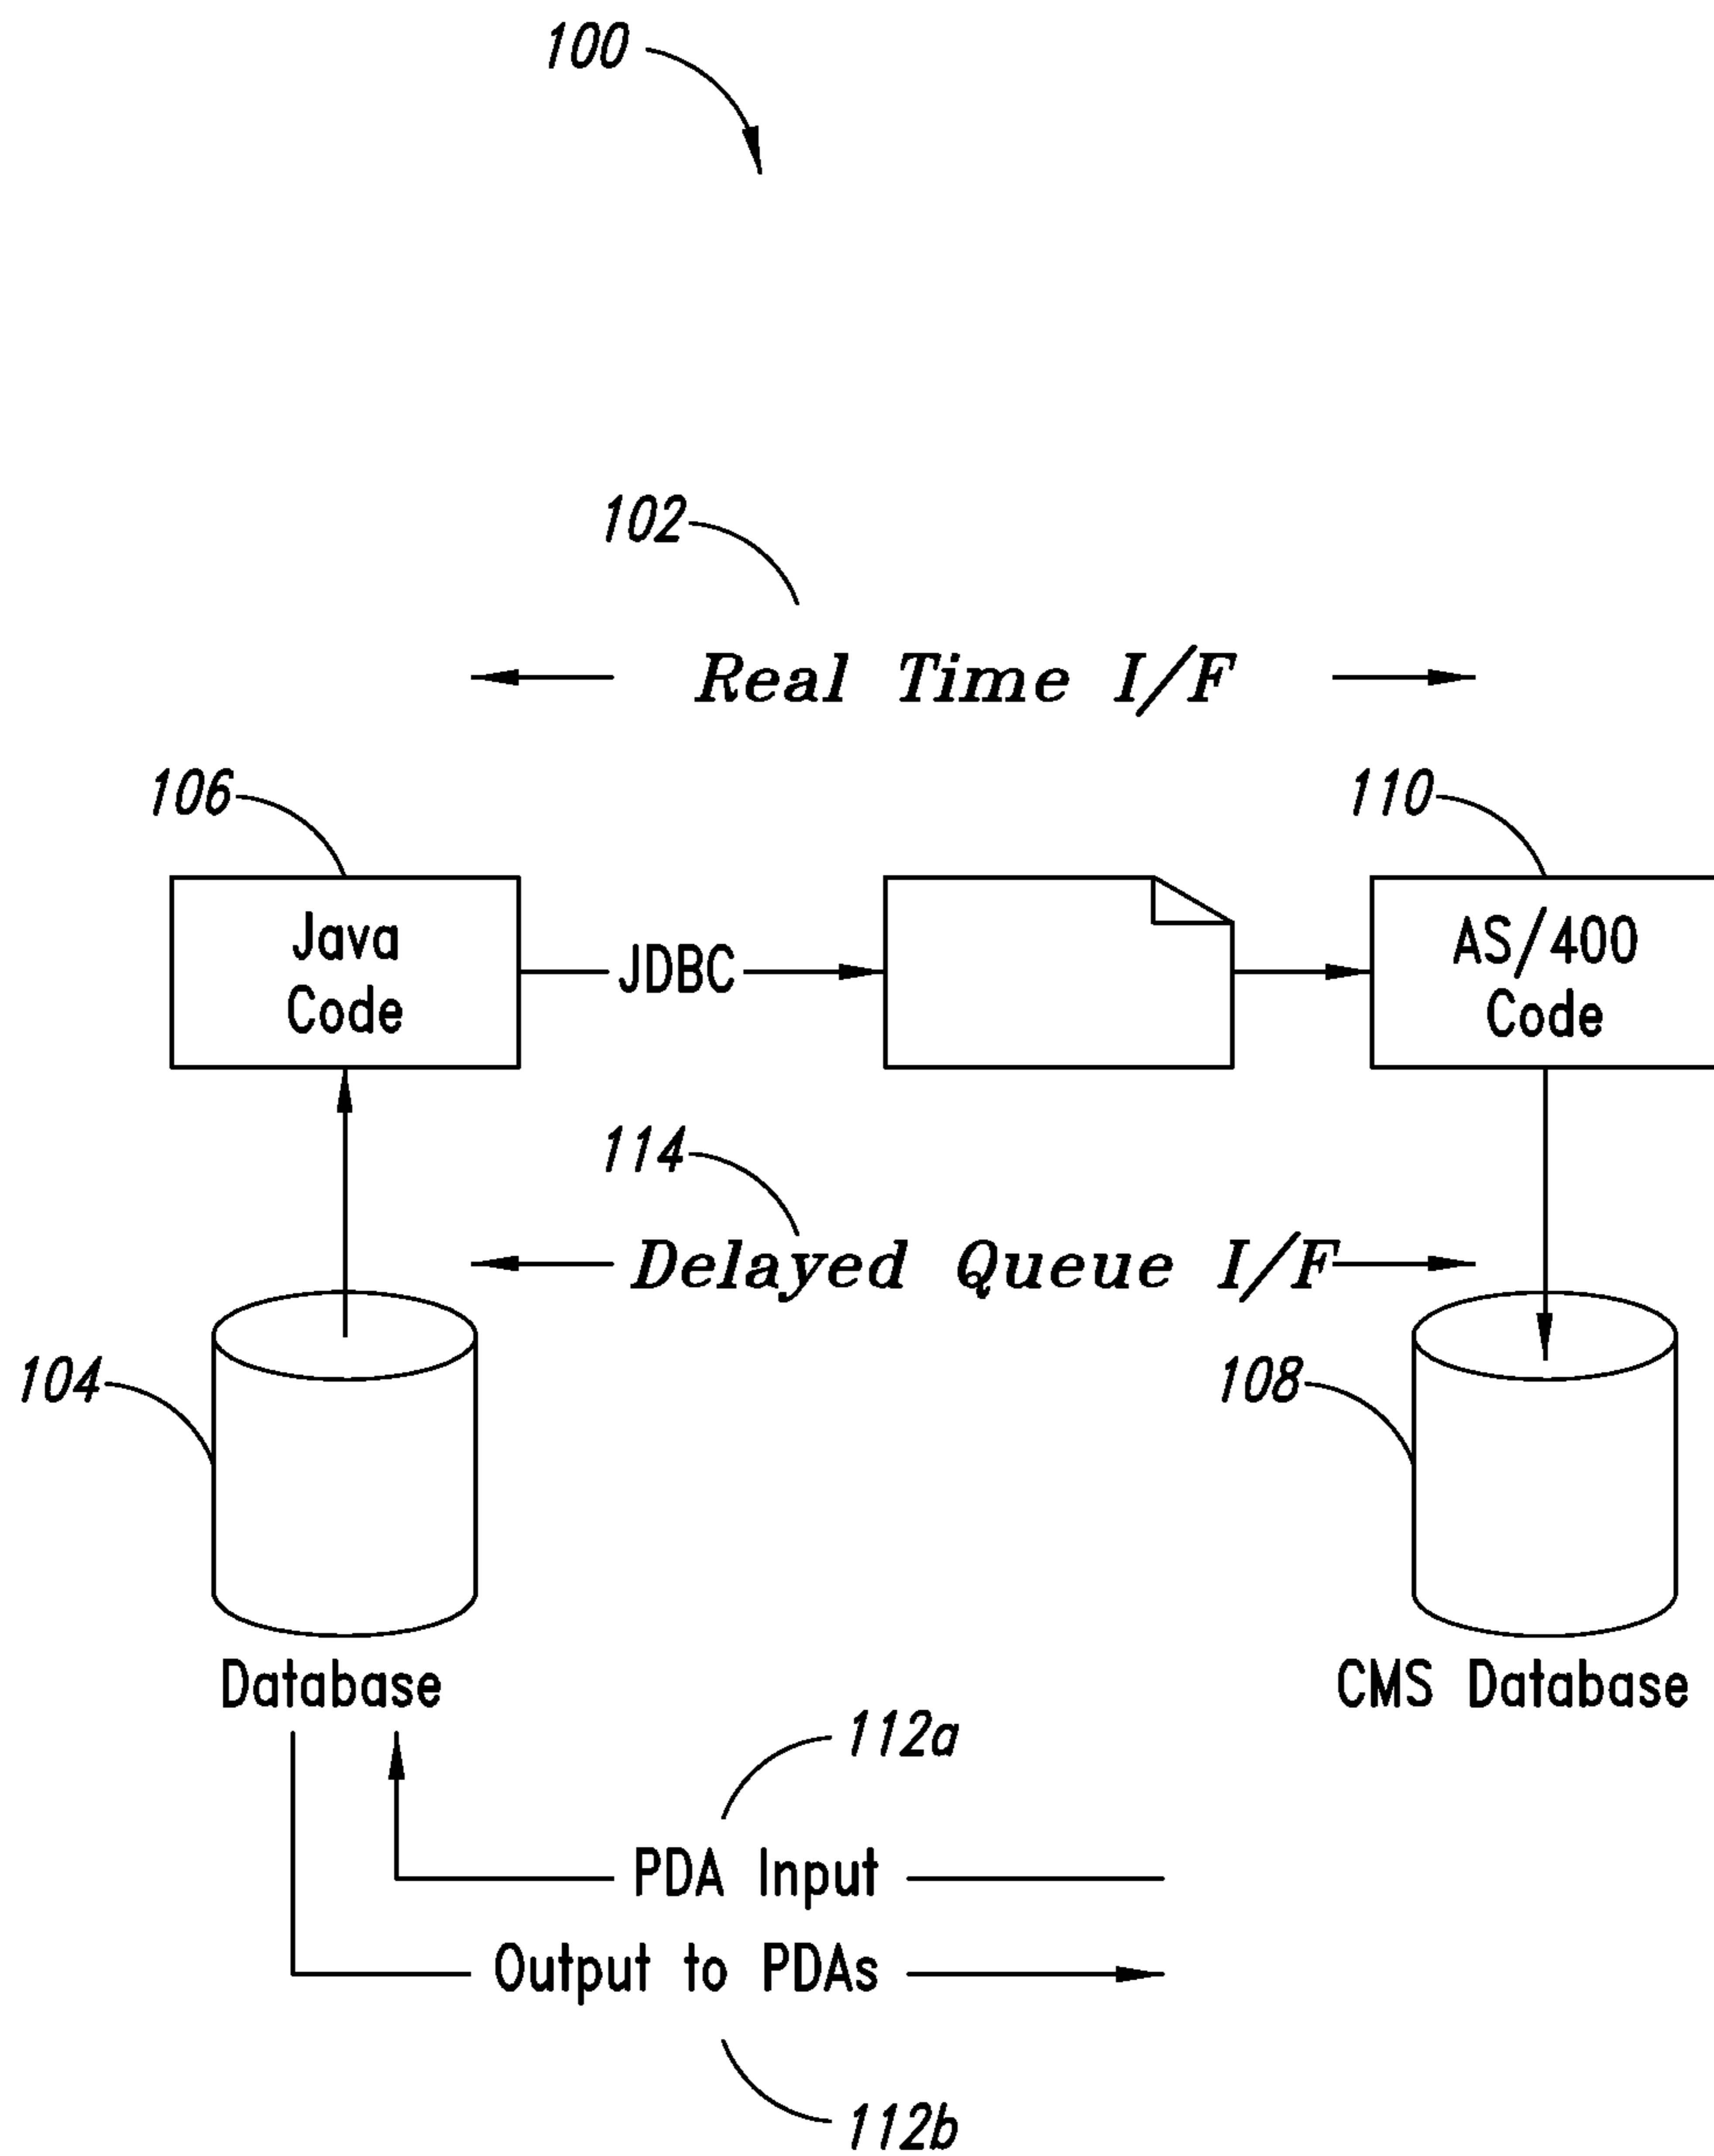 100
102
Real Time I/F
106
110
Java
Code
JDBC
AS/400
Code
114
Delayed Queue I/F
104
108
Database
CMS Database
112a
PDA Input
Output to PDAs
112b